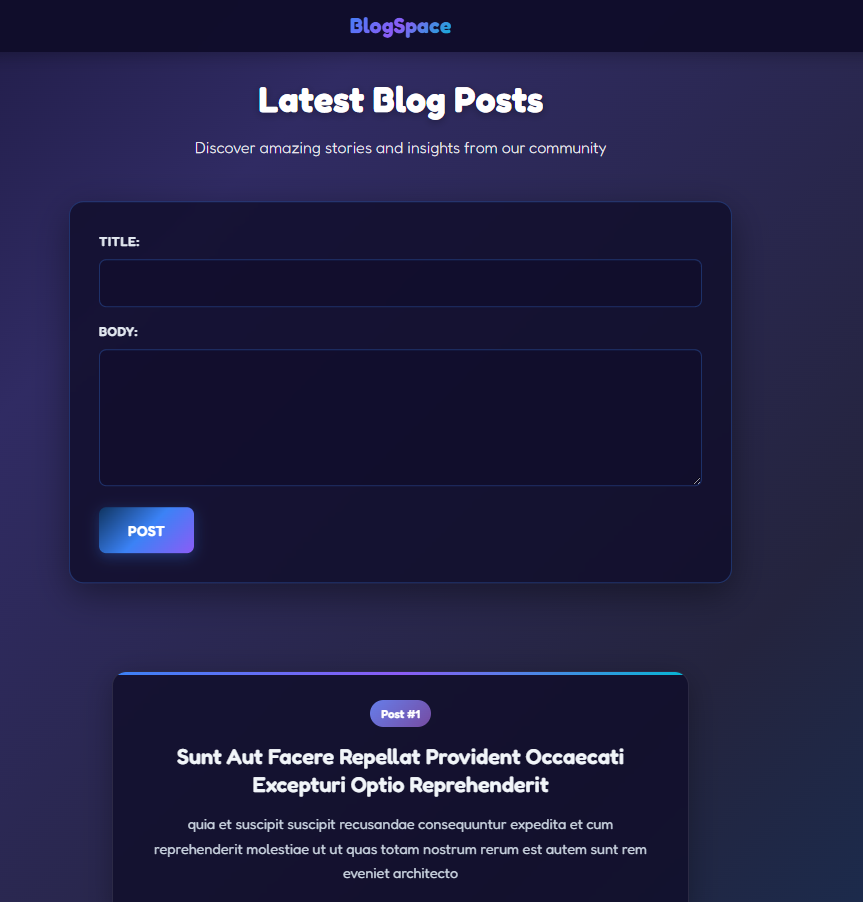 BlogSpace
Latest Blog Posts
Discover amazing stories and insights from our community
TITLE:
BODY:
POST
Post #1
Sunt Aut Facere Repellat Provident Occaecati
Excepturi Optio Reprehenderit
quia et suscipit suscipit recusandae consequuntur expedita et cum
reprehenderit molestiae ut ut quas totam nostrum rerum est autem sunt rem
eveniet architecto